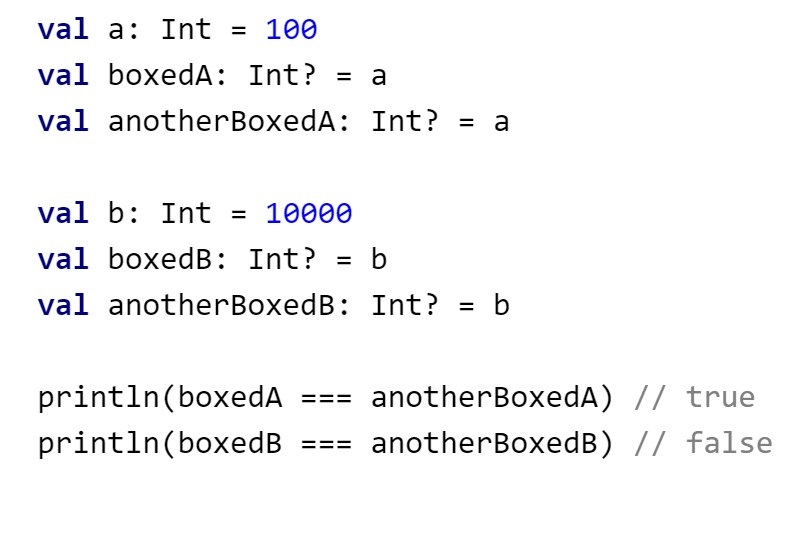 val a: Int = 100
val boxedA: Int? = a
val anotherBoxedA: Int? = a
val b: Int = 10000
val boxedB: Int? = b
val anotherBoxedB: Int? = b
println(boxedA === anotherBoxedA) // true
println(boxedB === anotherBoxedB) // false